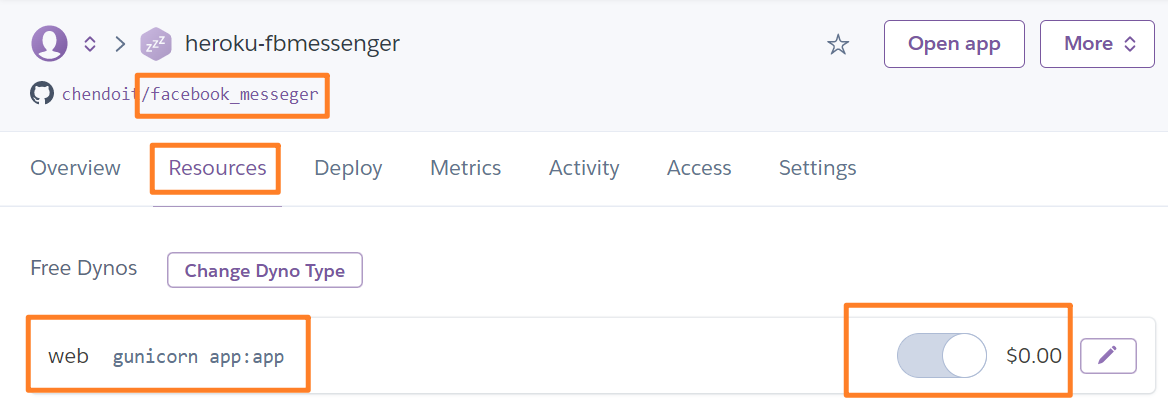 zzz heroku-fbmessenger Open app More
chendoit/facebook_messeger
Overview Resources Deploy Metrics Activity Access Settings
Free Dynos Change Dyno Type
web gunicorn app:app $0.00